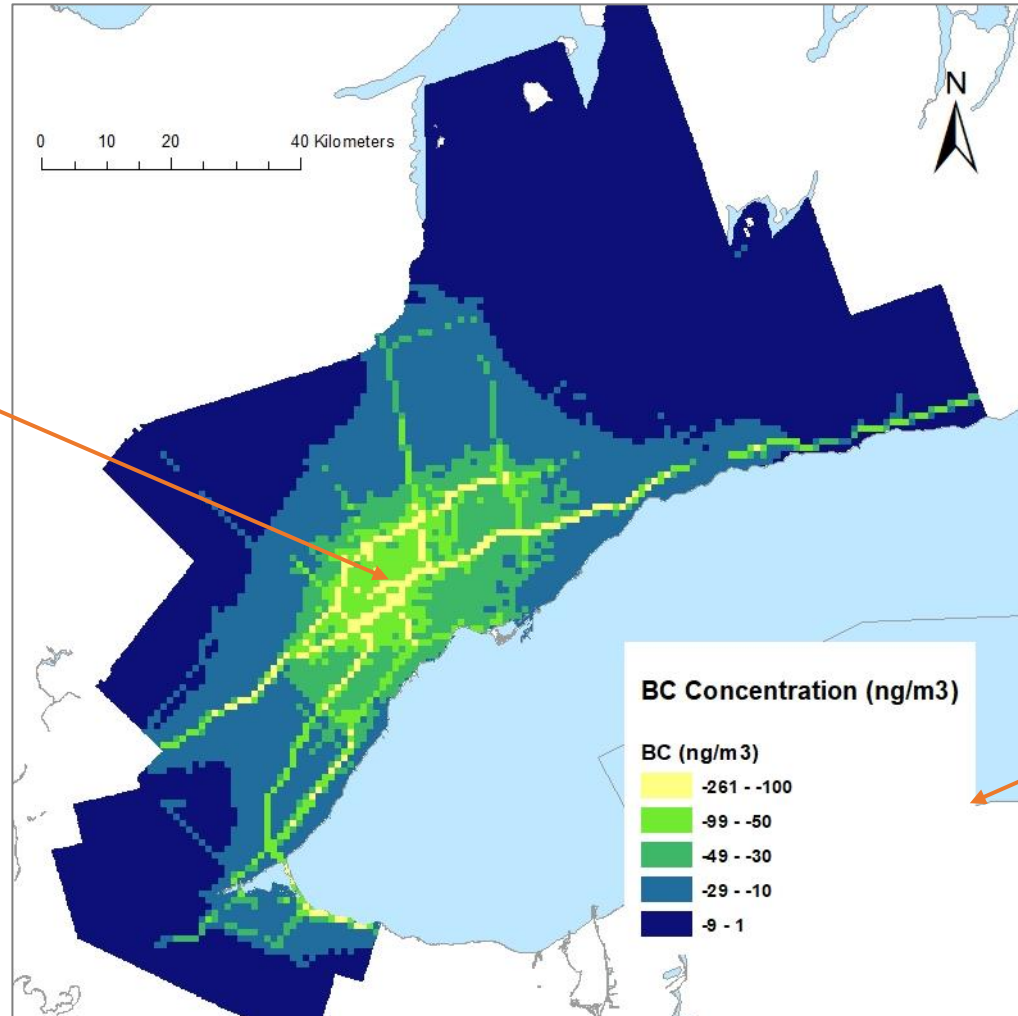 N
0 10 20 40 Kilometers
BC Concentration (ng/m3)
BC (ng/m3)
-261 - -100
-99 - -50
-49 - -30
-29 - -10
-9 - 1